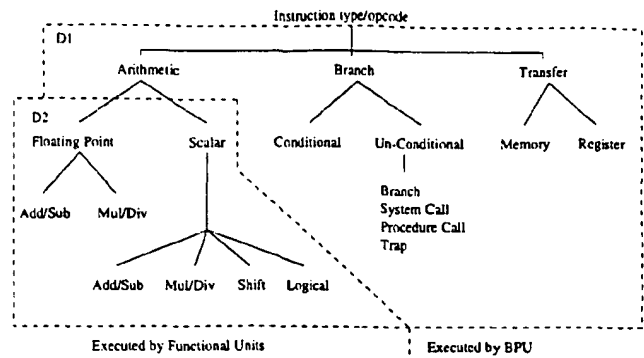 Instruction type/opcode
D1
Arithmetic Branch Transfer
D2
Floating Point Scalar Conditional Un-Conditional Memory Register
Add/Sub Mul/Div Branch
System Call
Procedure Call
Trap
Add/Sub Mul/Div Shift Logical
Executed by Functional Units Executed by BPU